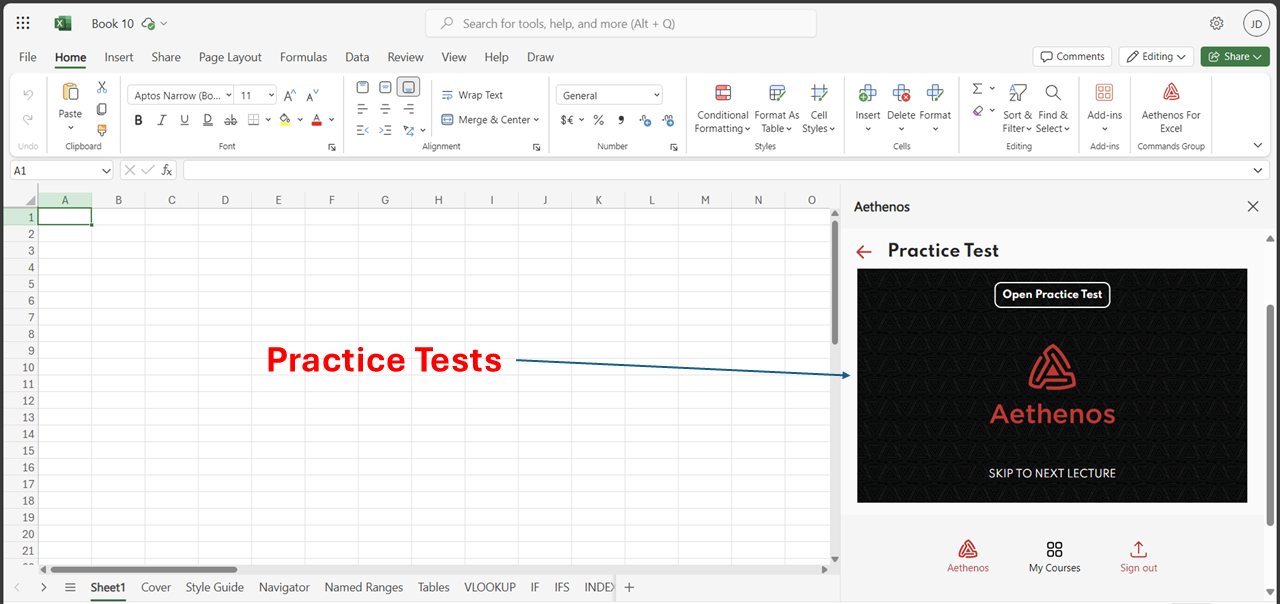 Book 10
Search for tools, help, and more (Alt + Q)
JD
File Home Insert Share Page Layout Formulas Data Review View Help Draw
Comments Editing Share
Aptos Narrow (Bo... 11
Wrap Text
General
Paste
Merge & Center
Conditional Formatting
Format As Table
Cell Styles
Insert Delete Format
Sort & Filter
Find & Select
Add-ins
Aethenos For Excel
Undo Clipboard Font Alignment Number Styles Cells Editing Add-ins Commands Group
A1
fx
A B C D E F G H I J K L M N O
1
2
3
4
5
6
7
8
9
10
11
12
13
14
15
16
17
18
19
20
21
Practice Tests
Aethenos
Practice Test
Open Practice Test
Aethenos
SKIP TO NEXT LECTURE
Aethenos My Courses Sign out
Sheet1 Cover Style Guide Navigator Named Ranges Tables VLOOKUP IF IFS INDEX